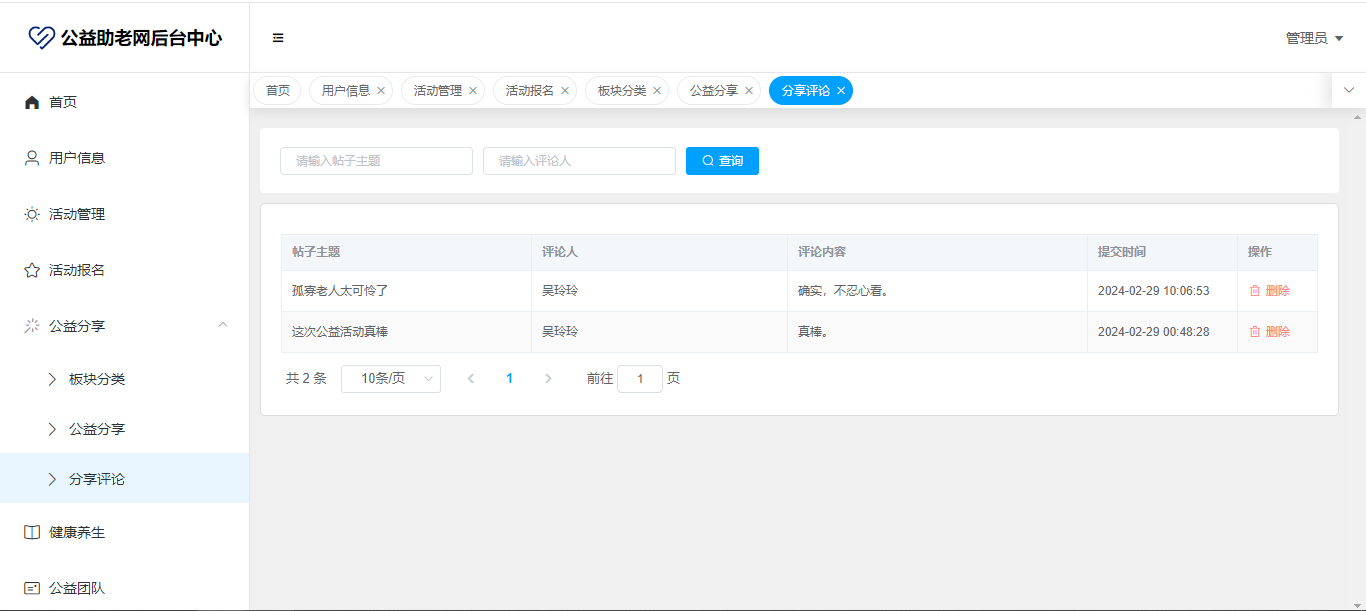 公益助老网后台中心
管理员
首页
用户信息
活动管理
活动报名
公益分享
板块分类
公益分享
分享评论
健康养生
公益团队
首页 用户信息 活动管理 活动报名 板块分类 公益分享 分享评论
请输入帖子主题 请输入评论人 查询
帖子主题 评论人 评论内容 提交时间 操作
孤寡老人太可怜了 吴玲玲 确实，不忍心看。 2024-02-29 10:06:53 删除
这次公益活动真棒 吴玲玲 真棒。 2024-02-29 00:48:28 删除
共 2 条 10条/页 1 前往 1 页